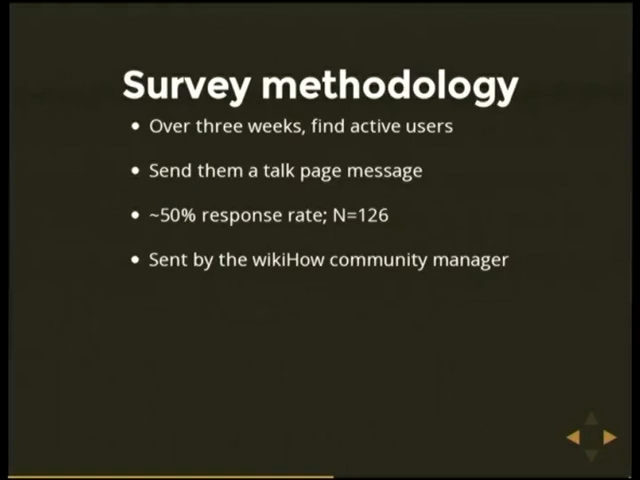 Survey methodology
• Over three weeks, find active users
• Send them a talk page message
• ~50% response rate; N=126
• Sent by the wikiHow community manager